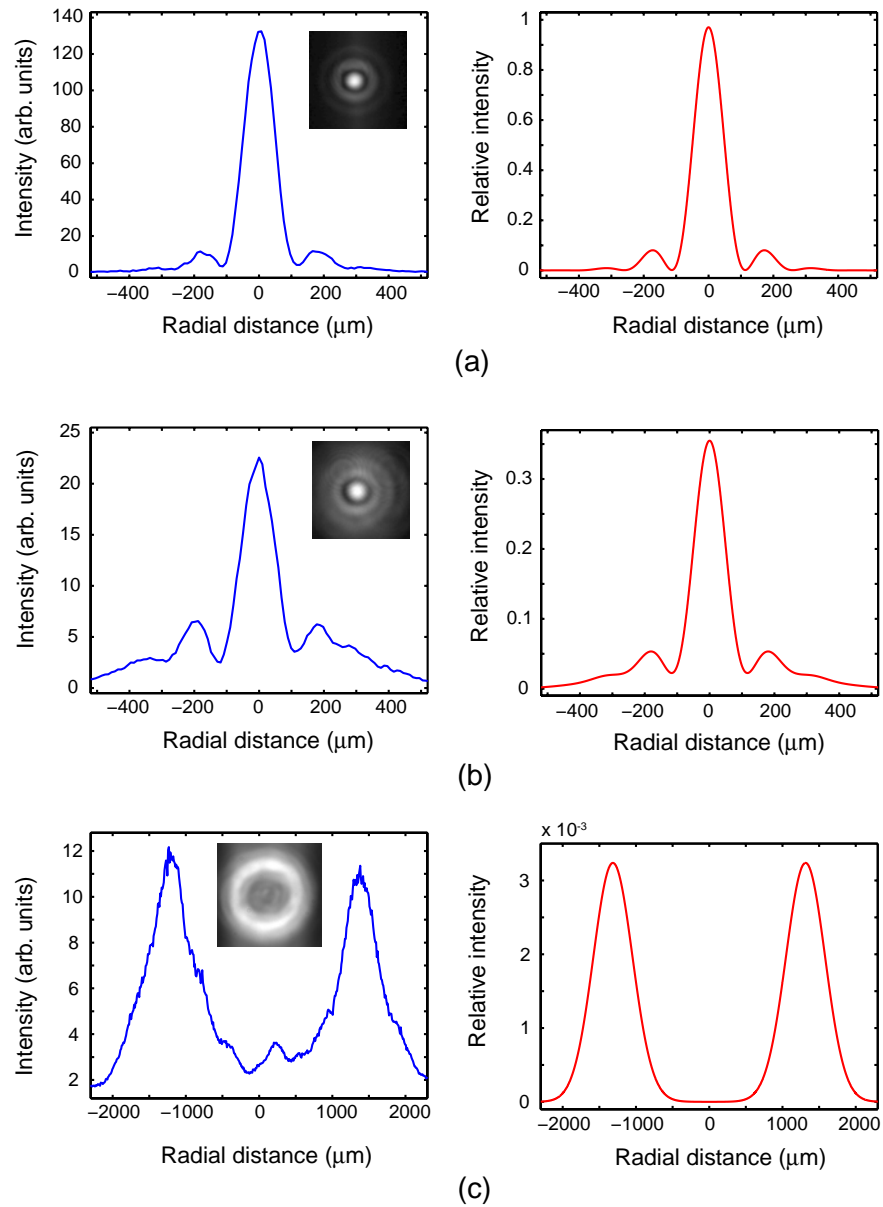 140
120
100
80
60
40
20
0
Intensity (arb. units)
−400 −200 0 200 400
Radial distance (μm)
1
0.8
0.6
0.4
0.2
0
Relative intensity
−400 −200 0 200 400
Radial distance (μm)
(a)
25
20
15
10
5
0
Intensity (arb. units)
−400 −200 0 200 400
Radial distance (μm)
0.3
0.2
0.1
0
Relative intensity
−400 −200 0 200 400
Radial distance (μm)
(b)
12
10
8
6
4
2
Intensity (arb. units)
−2000 −1000 0 1000 2000
Radial distance (μm)
x 10⁻³
3
2
1
0
Relative intensity
−2000 −1000 0 1000 2000
Radial distance (μm)
(c)